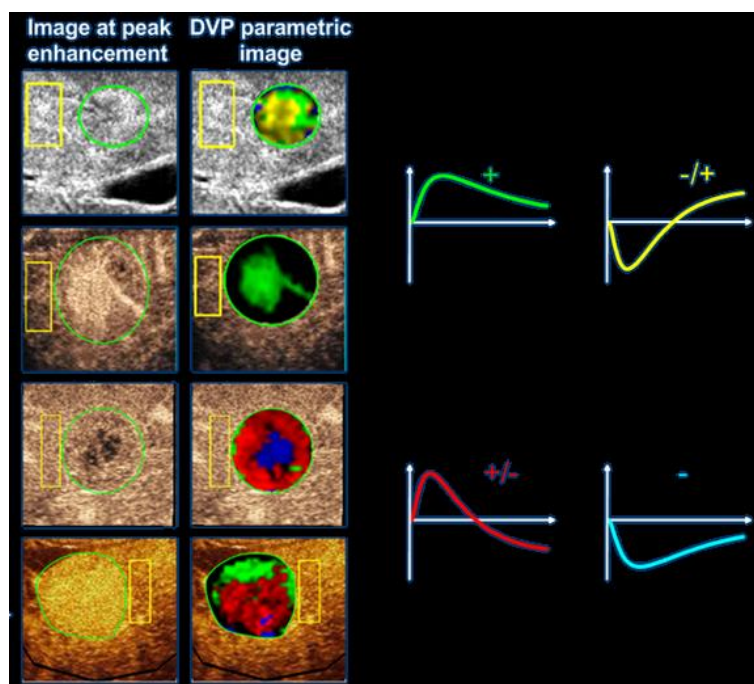 Image at peak
enhancement
DVP parametric
image
+
-/+
+/-
-